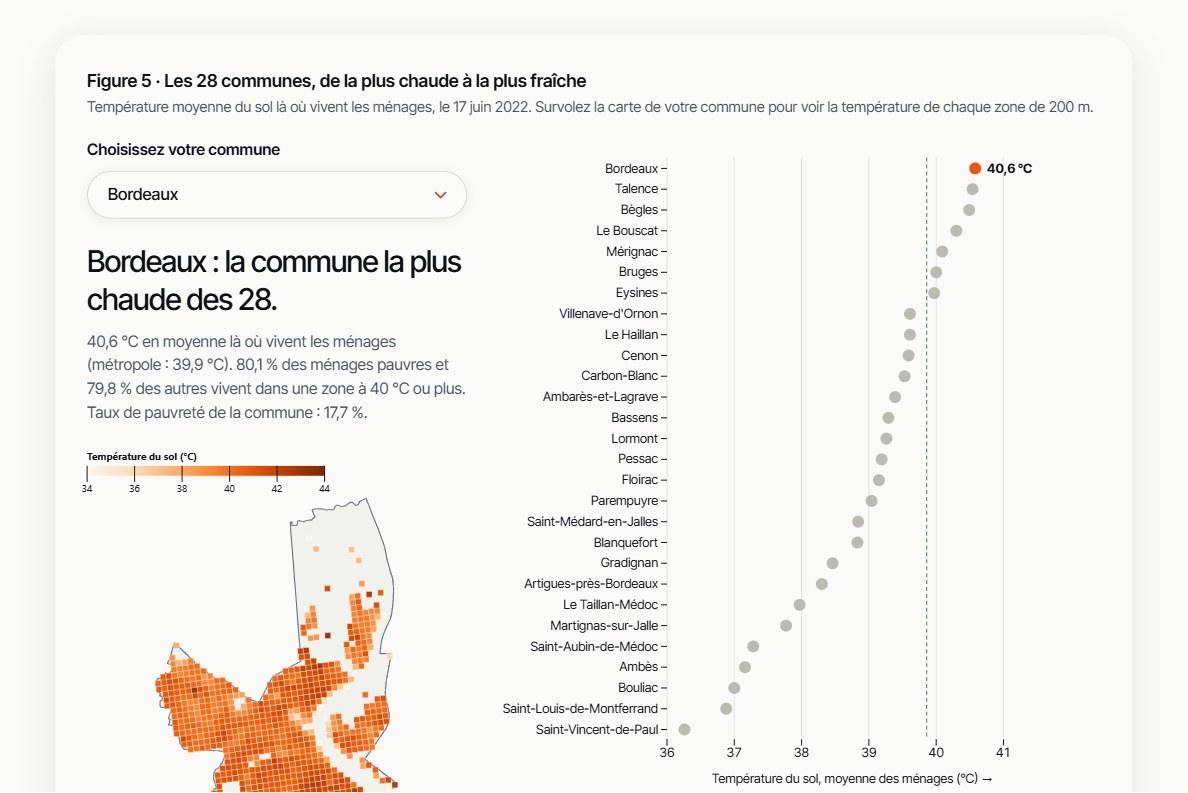 Figure 5 · Les 28 communes, de la plus chaude à la plus fraîche
Température moyenne du sol là où vivent les ménages, le 17 juin 2022. Survolez la carte de votre commune pour voir la température de chaque zone de 200 m.
Choisissez votre commune
Bordeaux
Bordeaux : la commune la plus
chaude des 28.
40,6 °C en moyenne là où vivent les ménages
(métropole : 39,9 °C). 80,1 % des ménages pauvres et
79,8 % des autres vivent dans une zone à 40 °C ou plus.
Taux de pauvreté de la commune : 17,7 %.
Température du sol (°C)
34 36 38 40 42 44
Bordeaux 40,6 °C
Talence
Bègles
Le Bouscat
Mérignac
Bruges
Eysines
Villenave-d'Ornon
Le Haillan
Cenon
Carbon-Blanc
Ambarès-et-Lagrave
Bassens
Lormont
Pessac
Floirac
Parempuyre
Saint-Médard-en-Jalles
Blanquefort
Gradignan
Artigues-près-Bordeaux
Le Taillan-Médoc
Martignas-sur-Jalle
Saint-Aubin-de-Médoc
Ambès
Bouliac
Saint-Louis-de-Montferrand
Saint-Vincent-de-Paul
36 37 38 39 40 41
Température du sol, moyenne des ménages (°C) →